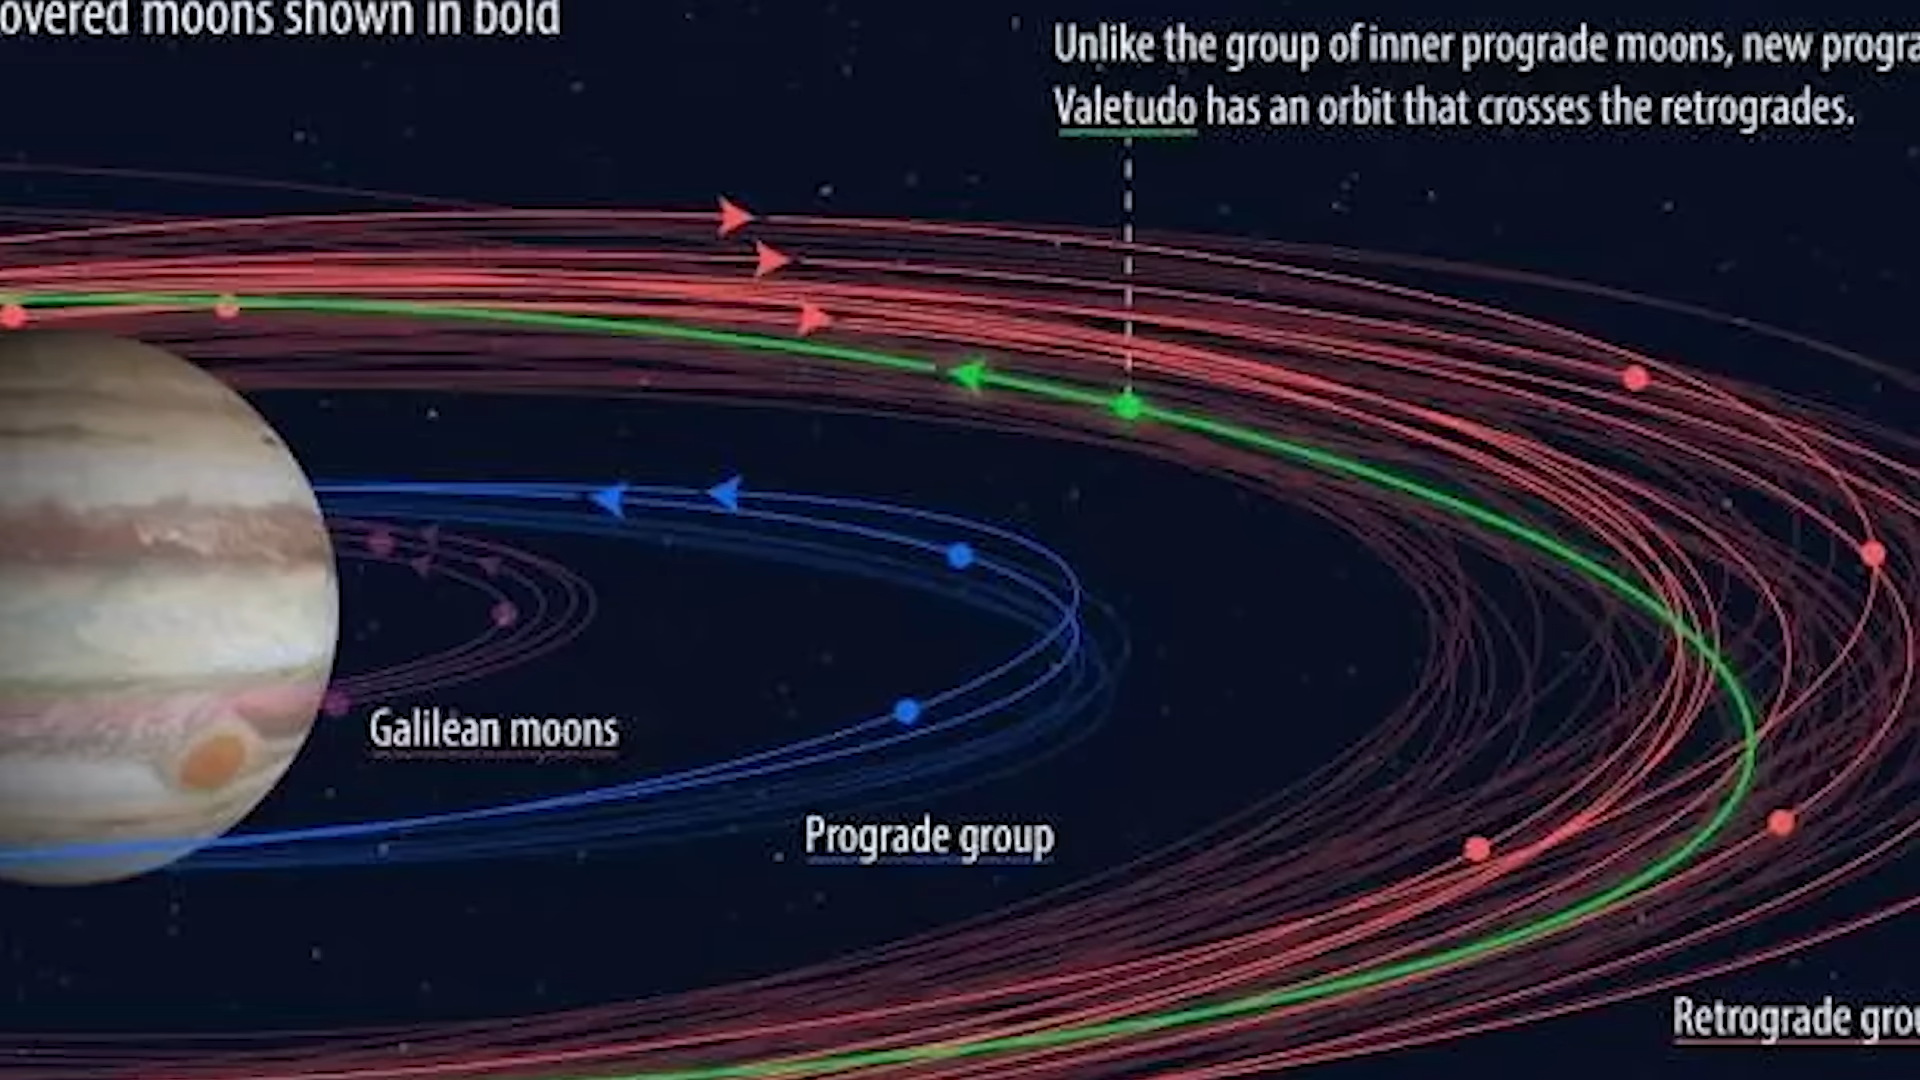 overed moons shown in bold
Unlike the group of inner prograde moons, new progra
Valetudo has an orbit that crosses the retrogrades.
Galilean moons
Prograde group
Retrograde grou